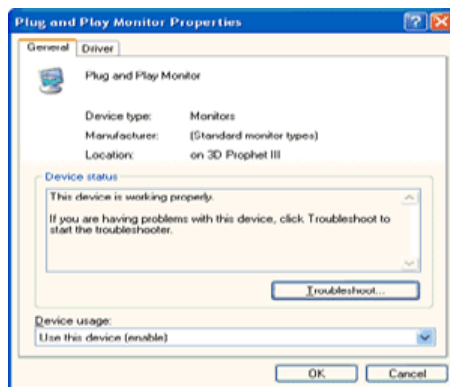 Plug and Play Monitor Properties
General Driver
Plug and Play Monitor
Device type: Monitors
Manufacturer: (Standard monitor types)
Location: on 3D Prophet III
Device status
This device is working properly.
If you are having problems with this device, click Troubleshoot to
start the troubleshooter.
Troubleshoot...
Device usage:
Use this device (enable)
OK Cancel